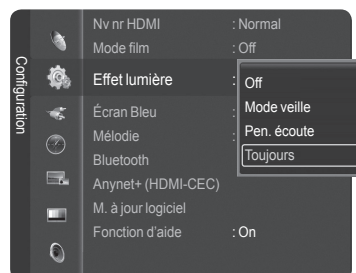 Configuration
Nv nr HDMI : Normal
Mode film : Off
Effet lumière :
Off
Mode veille
Pen. écoute
Toujours
Écran Bleu :
Mélodie :
Bluetooth
Anynet+ (HDMI-CEC)
M. à jour logiciel
Fonction d'aide : On